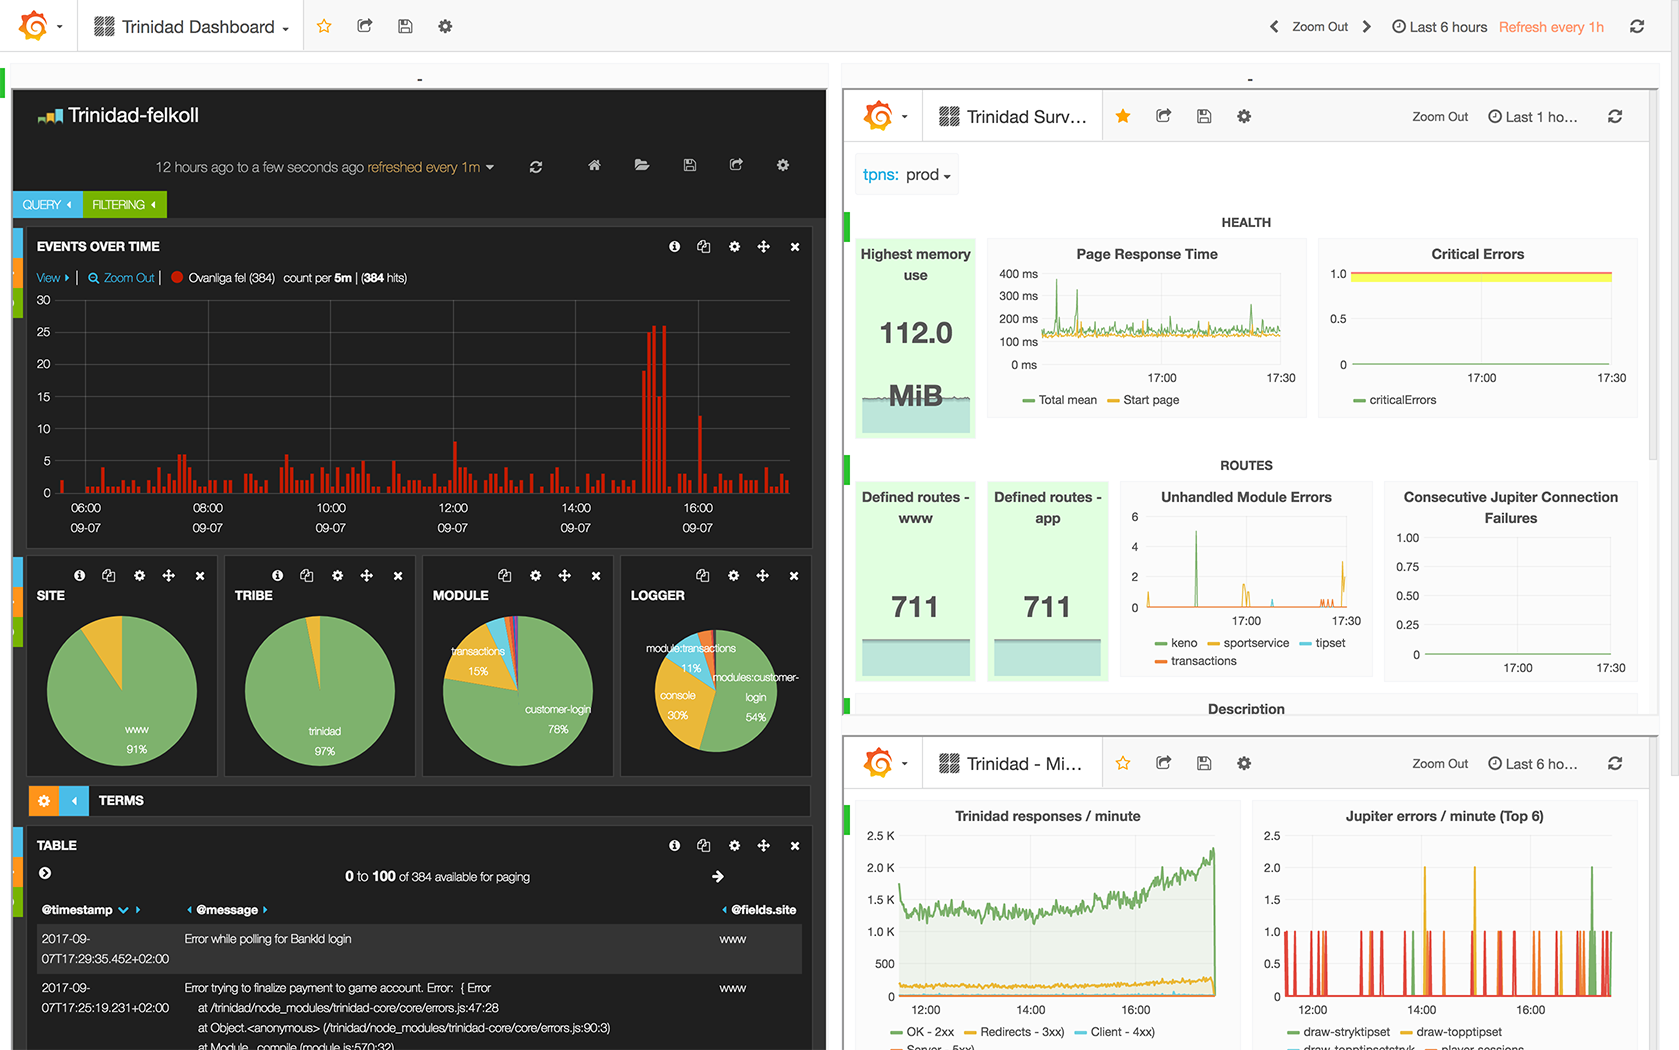 Trinidad Dashboard
Zoom Out
Last 6 hours
Refresh every 1h
-
-
Trinidad-felkoll
12 hours ago to a few seconds ago refreshed every 1m
QUERY
FILTERING
EVENTS OVER TIME
View | Zoom Out | Ovanliga fel (384) count per 5m | (384 hits)
30
25
20
15
10
5
0
06:00 08:00 10:00 12:00 14:00 16:00
09-07 09-07 09-07 09-07 09-07 09-07
SITE
www
91%
TRIBE
trinidad
97%
MODULE
transactions
15%
customer-login
78%
LOGGER
module:transactions
11%
modules:customer-
login
54%
console
30%
TERMS
TABLE
0 to 100 of 384 available for paging
@timestamp @message @fields.site
2017-09-
07T17:29:35.452+02:00
Error while polling for BankId login
www
2017-09-
07T17:25:19.231+02:00
Error trying to finalize payment to game account. Error: { Error
at /trinidad/node_modules/trinidad-core/core/errors.js:47:28
at Object.<anonymous> (/trinidad/node_modules/trinidad-core/core/errors.js:90:3)
at Module._compile (module.js:570:32)
www
Trinidad Surv...
Zoom Out
Last 1 ho...
tpns: prod
HEALTH
Highest memory
use
112.0
MiB
Page Response Time
400 ms
300 ms
200 ms
100 ms
0 ms
17:00 17:30
Total mean Start page
Critical Errors
1.0
0.5
0
17:00 17:30
criticalErrors
ROUTES
Defined routes -
www
711
Defined routes -
app
711
Unhandled Module Errors
6
4
2
0
17:00 17:30
keno sportservice tipset
transactions
Consecutive Jupiter Connection
Failures
1.00
0.75
0.50
0.25
0
17:00 17:30
Description
Trinidad - Mi...
Zoom Out
Last 6 ho...
Trinidad responses / minute
2.5 K
2.0 K
1.5 K
1.0 K
500
0
12:00 14:00 16:00
OK - 2xx Redirects - 3xx) Client - 4xx)
Server - 5xx)
Jupiter errors / minute (Top 6)
2.5
2.0
1.5
1.0
0.5
0
12:00 14:00 16:00
draw-stryktipset draw-topptipset
draw-topptipsetstryk player-sessions